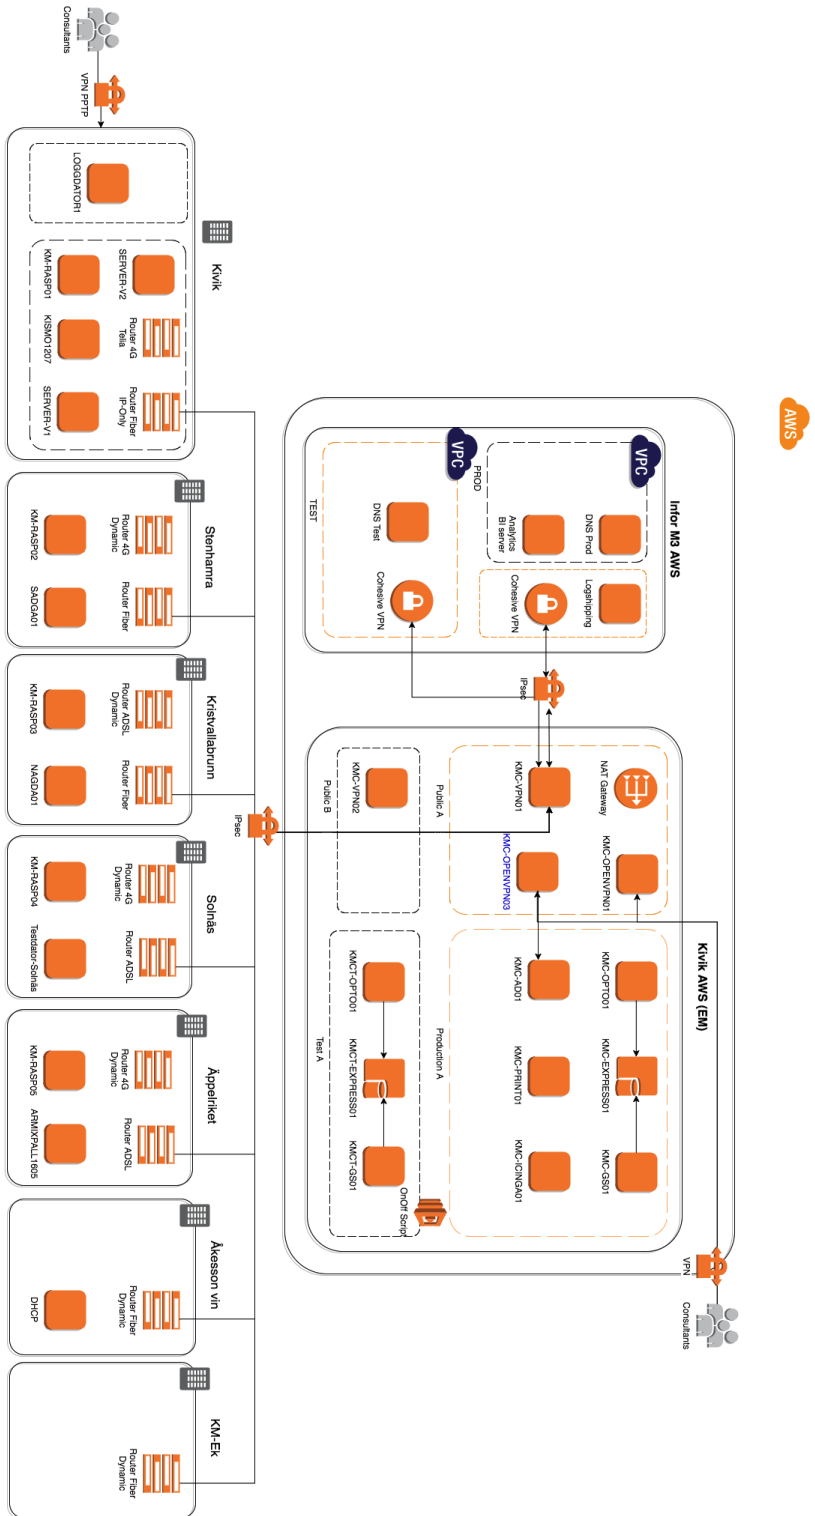 AWS
Infor M3 AWS
VPC
PROD
DNS Prod
Analytics
BI server
Logshipping
Cohesive VPN
VPC
TEST
DNS Test
Cohesive VPN
IPsec
Kivik AWS (EM)
NAT Gateway
KMC-OPENVPN01
KMC-VPN01
KMC-OPENVPN03
Public A
KMC-VPN02
Public B
KMC-OPTO01
KMC-EXPRESS01
KMC-GS01
KMC-AD01
KMC-PRINT01
KMC-ICINGA01
Production A
KMCT-OPTO01
KMCT-EXPRESS01
KMCT-GS01
OnOff Script
Test A
VPN
Consultants
IPsec
Consultants
VPN PPTP
Kivik
LOGGDATOR1
SERVER-V2
Router 4G
Telia
Router Fiber
IP-Only
KM-RASP01
KISMO1207
SERVER-V1
Stenhamra
Router 4G
Dynamic
Router Fiber
KM-RASP02
SADGA01
Kristvallabrunn
Router ADSL
Dynamic
Router Fiber
KM-RASP03
NAGDA01
Solnäs
Router 4G
Dynamic
Router ADSL
KM-RASP04
Testdator-Solnäs
Äppelriket
Router 4G
Dynamic
Router ADSL
KM-RASP05
ARMIXPALL1605
Åkesson vin
Router Fiber
Dynamic
DHCP
KM-Ek
Router Fiber
Dynamic